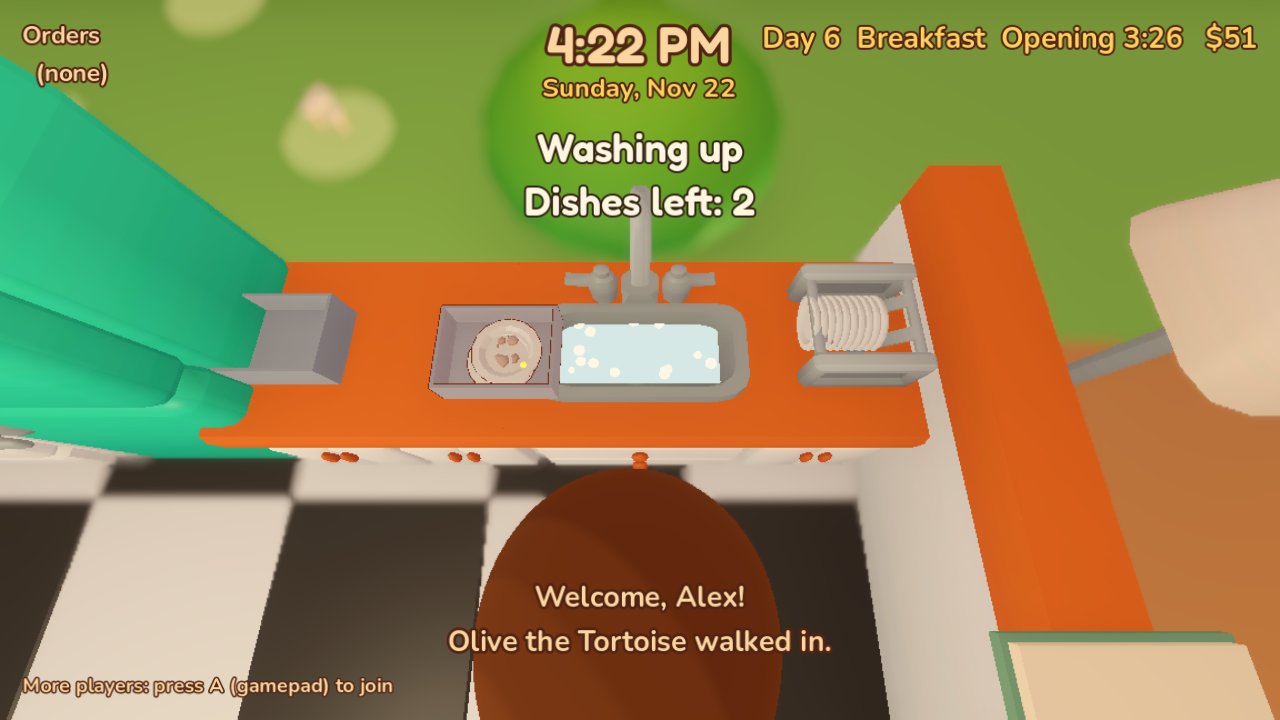 Orders
(none)
4:22 PM
Sunday, Nov 22
Day 6 Breakfast Opening 3:26 $51
Washing up
Dishes left: 2
Welcome, Alex!
Olive the Tortoise walked in.
More players: press A (gamepad) to join